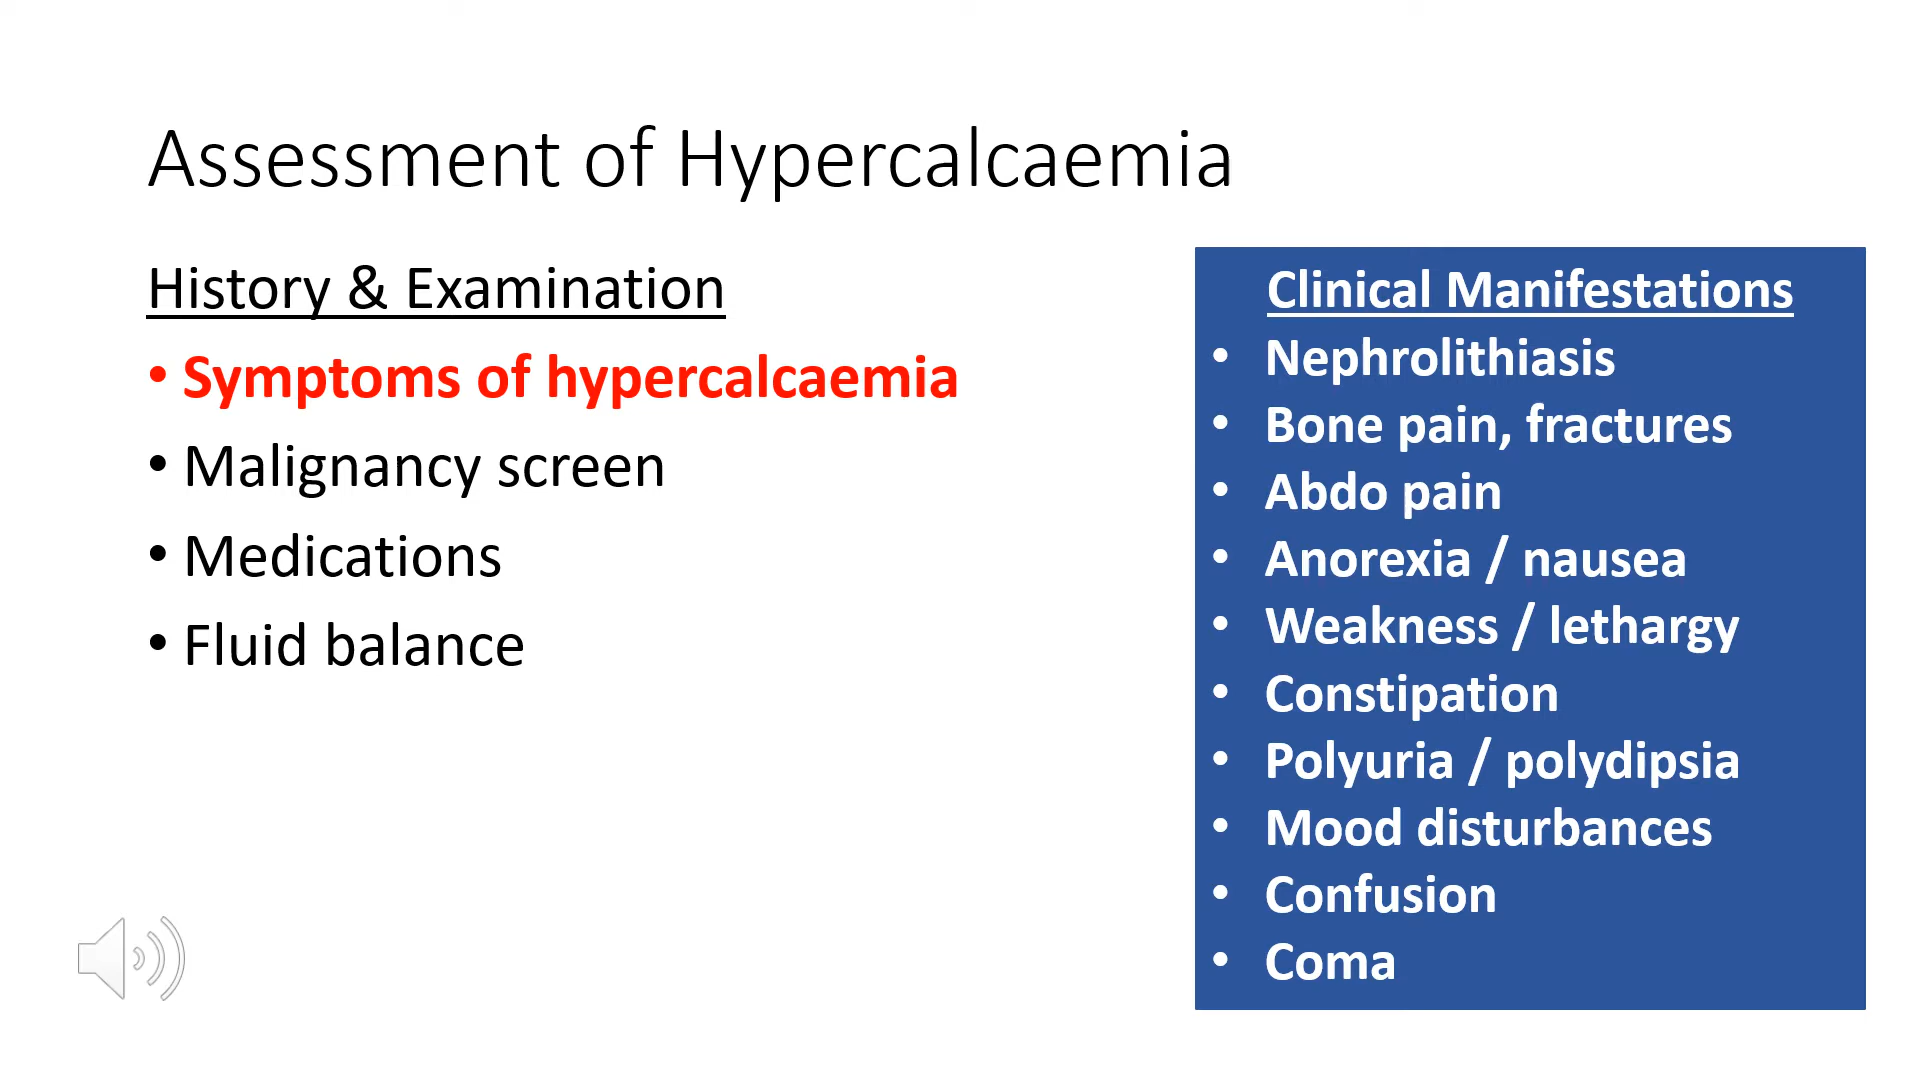 Assessment of Hypercalcaemia
History & Examination
• Symptoms of hypercalcaemia
• Malignancy screen
• Medications
• Fluid balance
Clinical Manifestations
• Nephrolithiasis
• Bone pain, fractures
• Abdo pain
• Anorexia / nausea
• Weakness / lethargy
• Constipation
• Polyuria / polydipsia
• Mood disturbances
• Confusion
• Coma